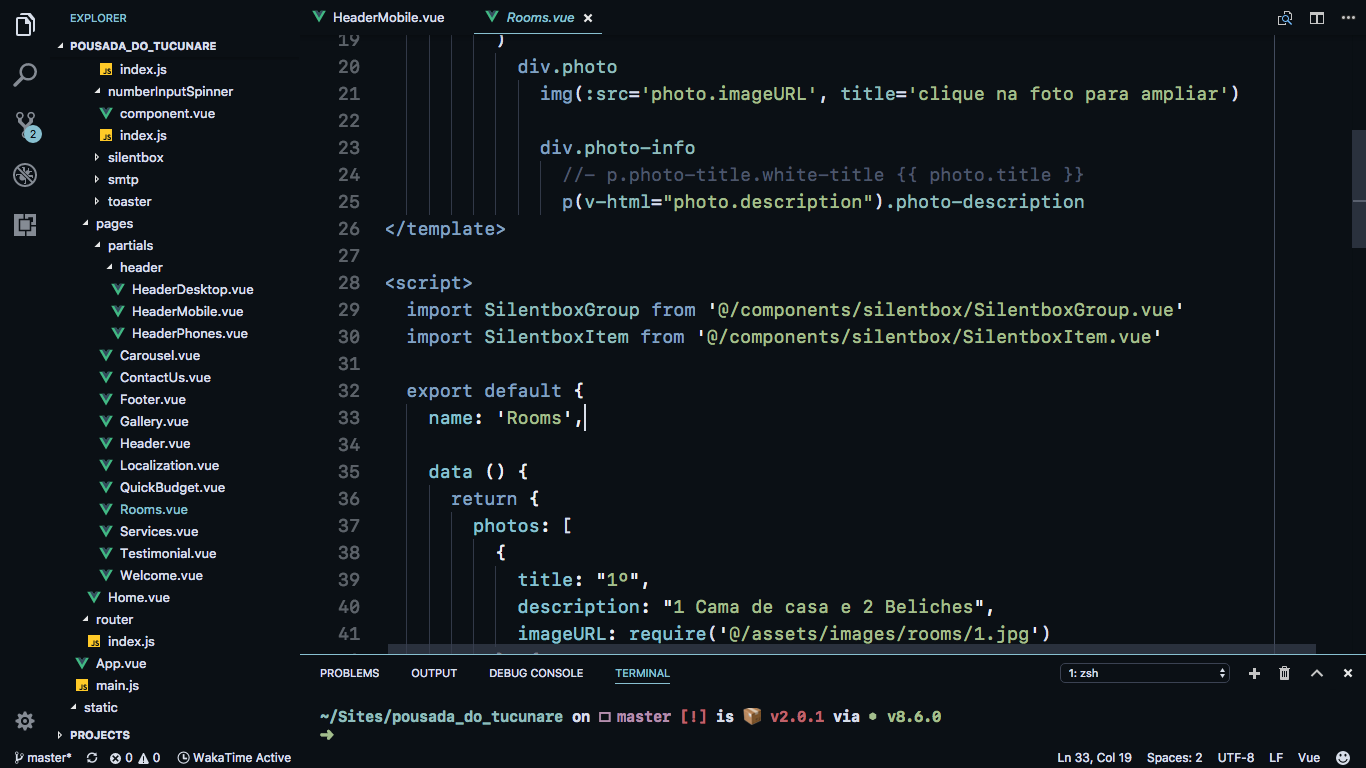 EXPLORER
POUSADA_DO_TUCUNARE
JS index.js
numberInputSpinner
component.vue
JS index.js
silentbox
smtp
toaster
pages
partials
header
HeaderDesktop.vue
HeaderMobile.vue
HeaderPhones.vue
Carousel.vue
ContactUs.vue
Footer.vue
Gallery.vue
Header.vue
Localization.vue
QuickBudget.vue
Rooms.vue
Services.vue
Testimonial.vue
Welcome.vue
Home.vue
router
JS index.js
App.vue
JS main.js
static
PROJECTS
2
HeaderMobile.vue Rooms.vue
19 )
20 div.photo
21 img(:src='photo.imageURL', title='clique na foto para ampliar')
22
23 div.photo-info
24 //- p.photo-title.white-title {{ photo.title }}
25 p(v-html="photo.description").photo-description
26 </template>
27
28 <script>
29 import SilentboxGroup from '@/components/silentbox/SilentboxGroup.vue'
30 import SilentboxItem from '@/components/silentbox/SilentboxItem.vue'
31
32 export default {
33 name: 'Rooms',
34
35 data () {
36 return {
37 photos: [
38 {
39 title: "1º",
40 description: "1 Cama de casa e 2 Beliches",
41 imageURL: require('@/assets/images/rooms/1.jpg')
PROBLEMS OUTPUT DEBUG CONSOLE TERMINAL 1: zsh
~/Sites/pousada_do_tucunare on master [!] is 📦 v2.0.1 via v8.6.0
➜
master* 0 0 WakaTime Active Ln 33, Col 19 Spaces: 2 UTF-8 LF Vue